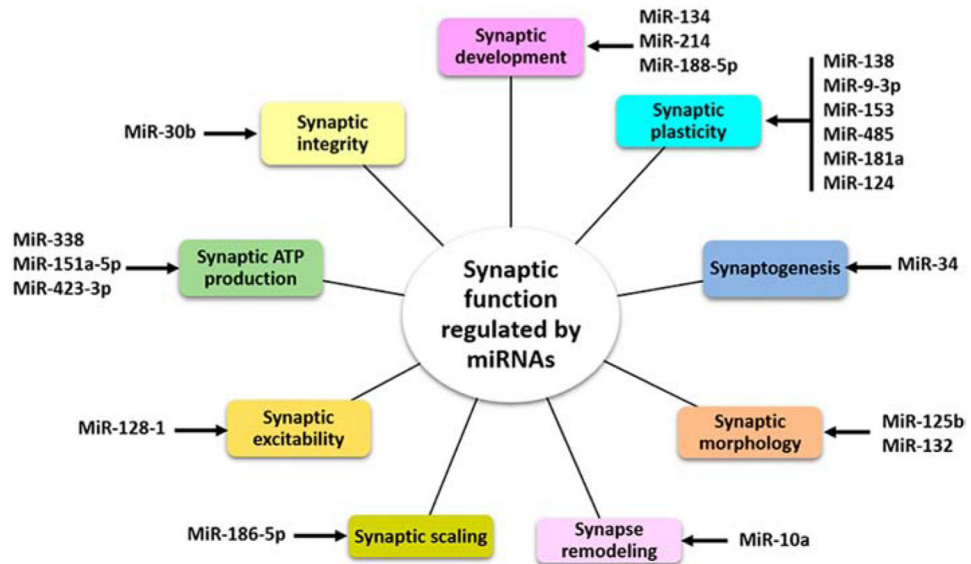 Synaptic
development
MiR-134
MiR-214
MiR-188-5p
Synaptic
plasticity
MiR-138
MiR-9-3p
MiR-153
MiR-485
MiR-181a
MiR-124
MiR-30b
Synaptic
integrity
MiR-338
MiR-151a-5p
MiR-423-3p
Synaptic ATP
production
Synaptic
function
regulated by
miRNAs
Synaptogenesis
MiR-34
MiR-128-1
Synaptic
excitability
Synaptic
morphology
MiR-125b
MiR-132
MiR-186-5p
Synaptic scaling
Synapse
remodeling
MiR-10a